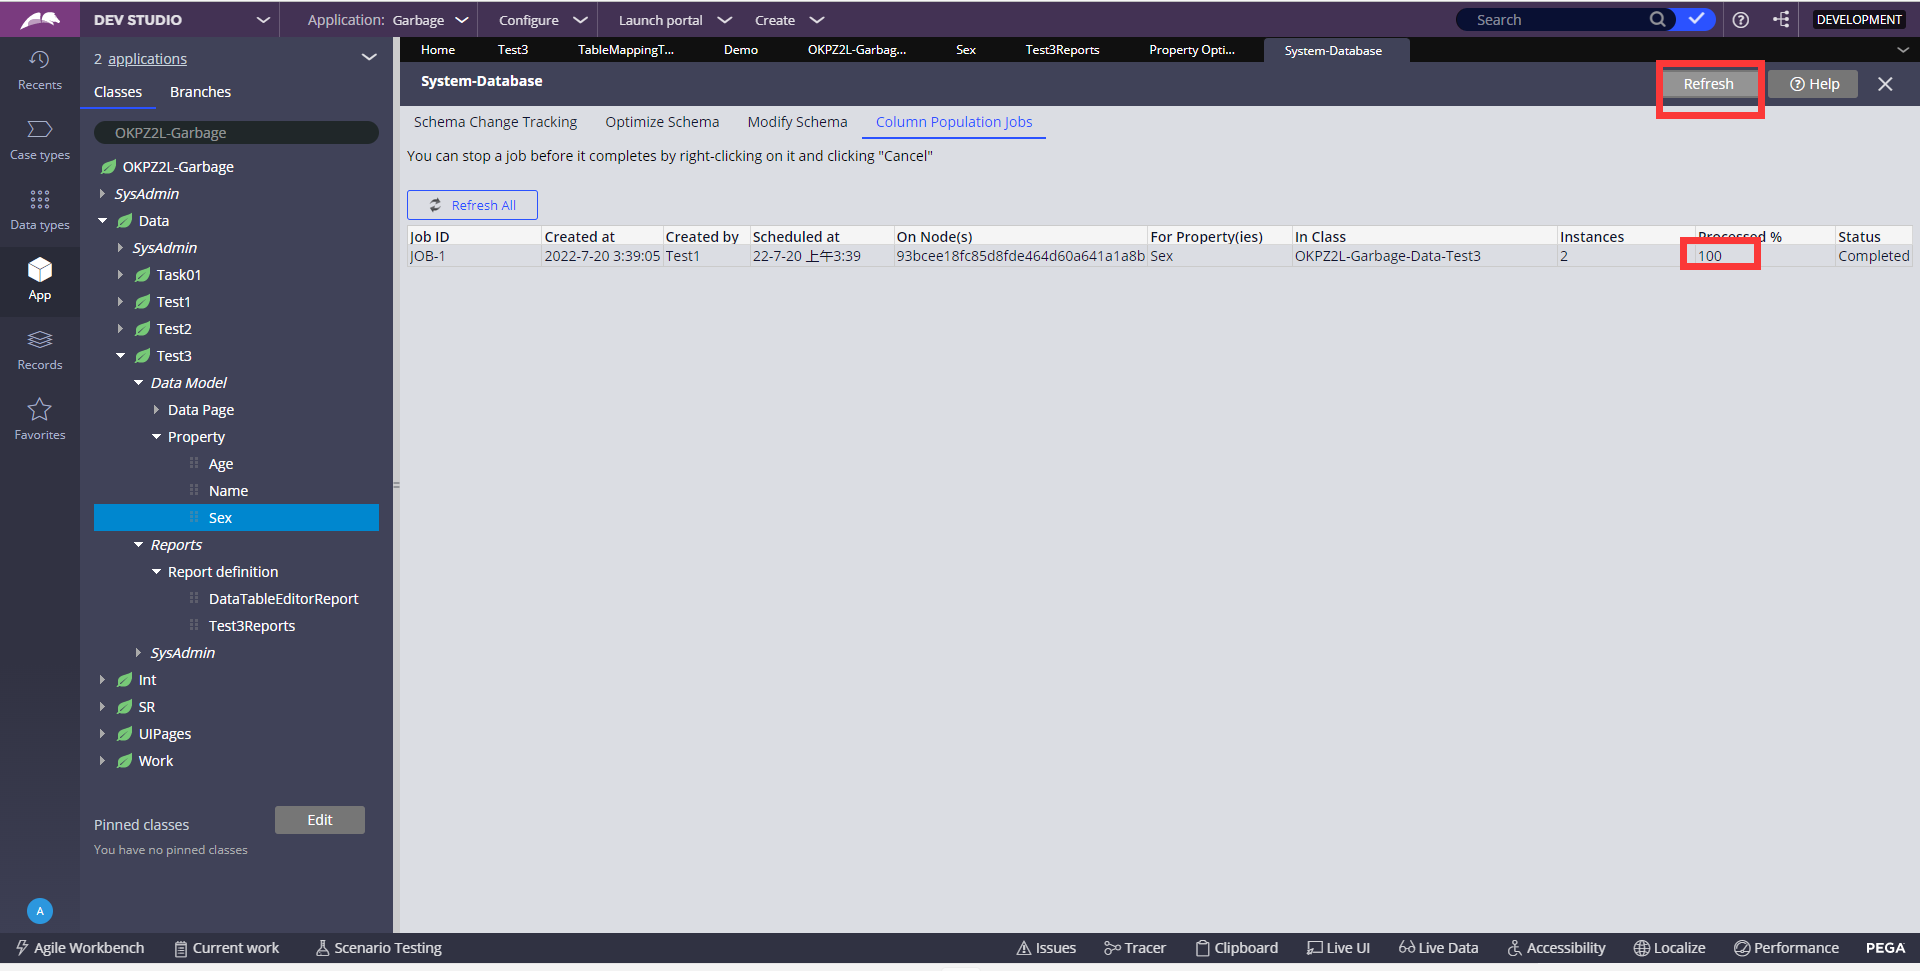 DEV STUDIO Application: Garbage Configure Launch portal Create Search DEVELOPMENT
Recents
Case types
Data types
App
Records
Favorites
A
2 applications
Classes Branches
OKPZ2L-Garbage
OKPZ2L-Garbage
SysAdmin
Data
SysAdmin
Task01
Test1
Test2
Test3
Data Model
Data Page
Property
Age
Name
Sex
Reports
Report definition
DataTableEditorReport
Test3Reports
SysAdmin
Int
SR
UIPages
Work
Pinned classes Edit
You have no pinned classes
Home Test3 TableMappingT... Demo OKPZ2L-Garbag... Sex Test3Reports Property Opti... System-Database
System-Database Refresh Help
Schema Change Tracking Optimize Schema Modify Schema Column Population Jobs
You can stop a job before it completes by right-clicking on it and clicking "Cancel"
Refresh All
Job ID Created at Created by Scheduled at On Node(s) For Property(ies) In Class Instances Processed % Status
JOB-1 2022-7-20 3:39:05 Test1 22-7-20 上午3:39 93bcee18fc85d8fde464d60a641a1a8b Sex OKPZ2L-Garbage-Data-Test3 2 100 Completed
Agile Workbench Current work Scenario Testing Issues Tracer Clipboard Live UI Live Data Accessibility Localize Performance PEGA